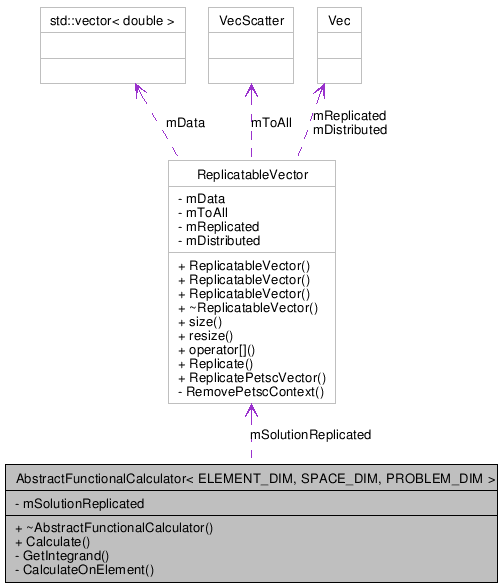 std::vector< double >
VecScatter
Vec
mData
mToAll
mReplicated
mDistributed
ReplicatableVector
- mData
- mToAll
- mReplicated
- mDistributed
+ ReplicatableVector()
+ ReplicatableVector()
+ ReplicatableVector()
+ ~ReplicatableVector()
+ size()
+ resize()
+ operator[]()
+ Replicate()
+ ReplicatePetscVector()
- RemovePetscContext()
mSolutionReplicated
AbstractFunctionalCalculator< ELEMENT_DIM, SPACE_DIM, PROBLEM_DIM >
- mSolutionReplicated
+ ~AbstractFunctionalCalculator()
+ Calculate()
- GetIntegrand()
- CalculateOnElement()